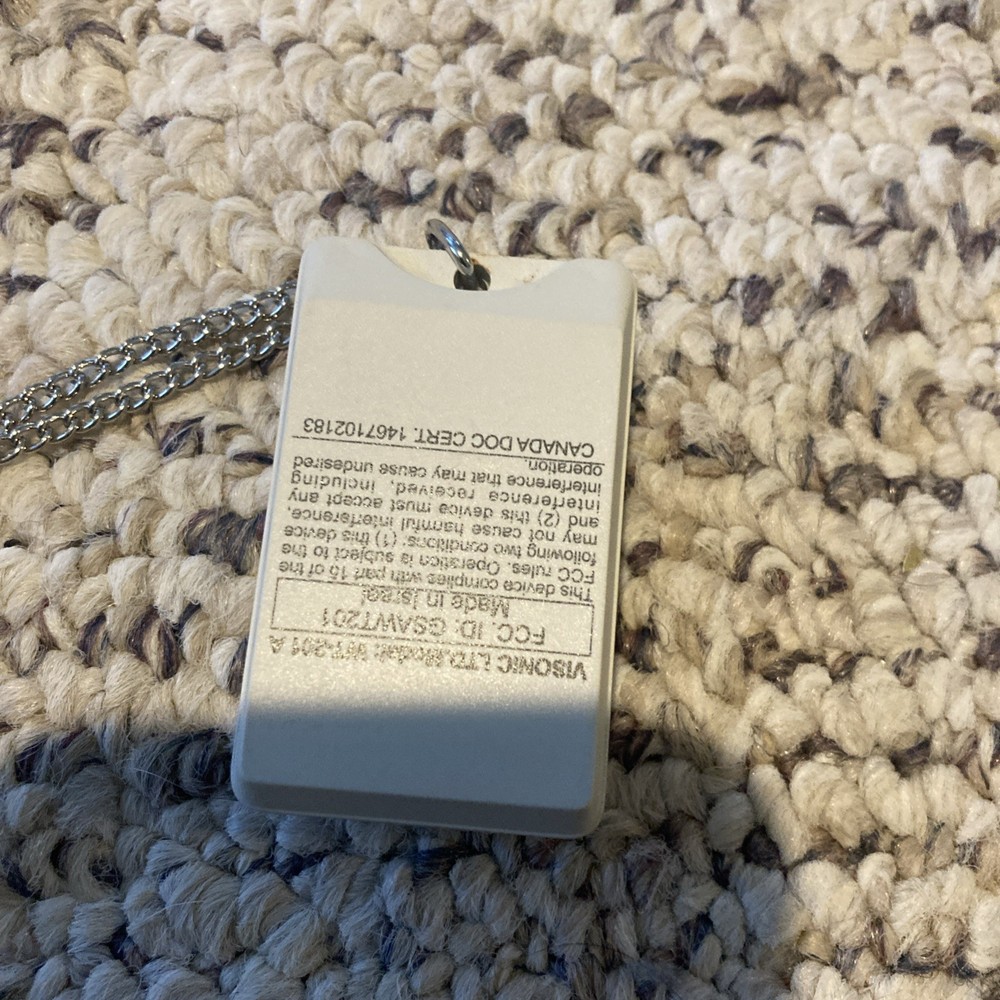 VISONIC LTD. Model: WT-201 A
FCC. ID: GSAWT201
Made in Israel
This device complies with part 15 of the
FCC rules. Operation is subject to the
following two conditions: (1) this device
may not cause harmful interference,
and (2) this device must accept any
interference received, including
interference that may cause undesired
operation.
CANADA DOC CERT. 1467102183